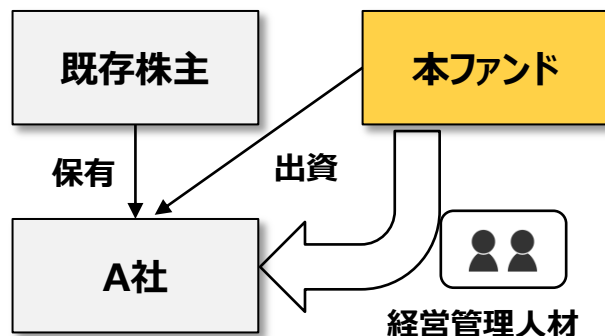 既存株主
本ファンド
保有
出資
A社
経営管理人材